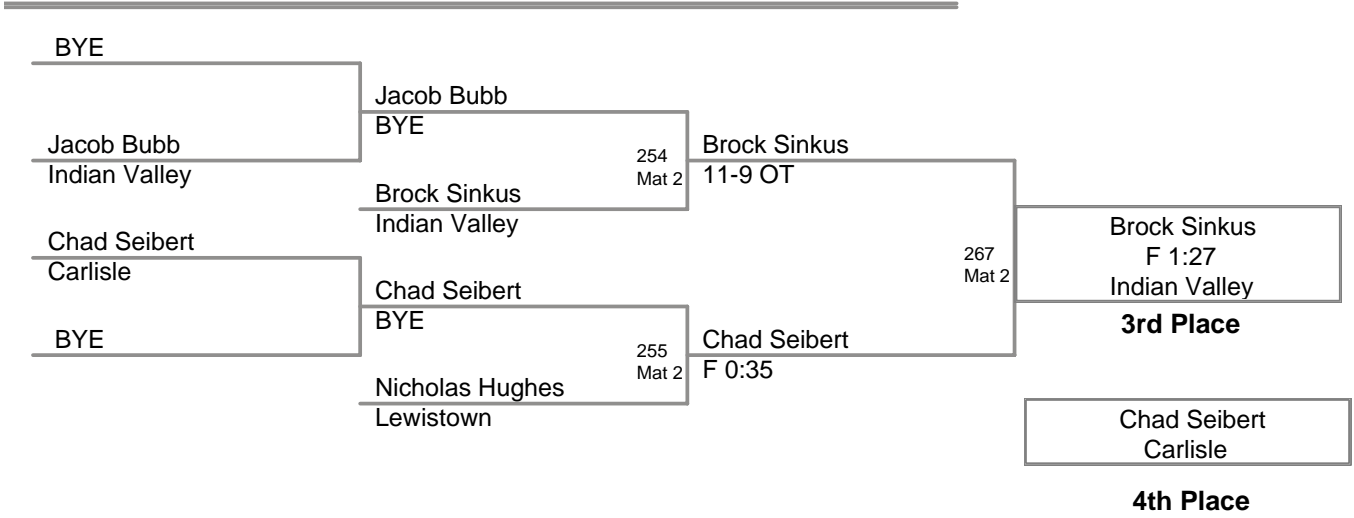 BYE
Jacob Bubb
Indian Valley
Chad Seibert
Carlisle
BYE
Jacob Bubb
BYE
Brock Sinkus
Indian Valley
Chad Seibert
BYE
Nicholas Hughes
Lewistown
254
Mat 2
255
Mat 2
Brock Sinkus
11-9 OT
Chad Seibert
F 0:35
267
Mat 2
Brock Sinkus
F 1:27
Indian Valley
3rd Place
Chad Seibert
Carlisle
4th Place